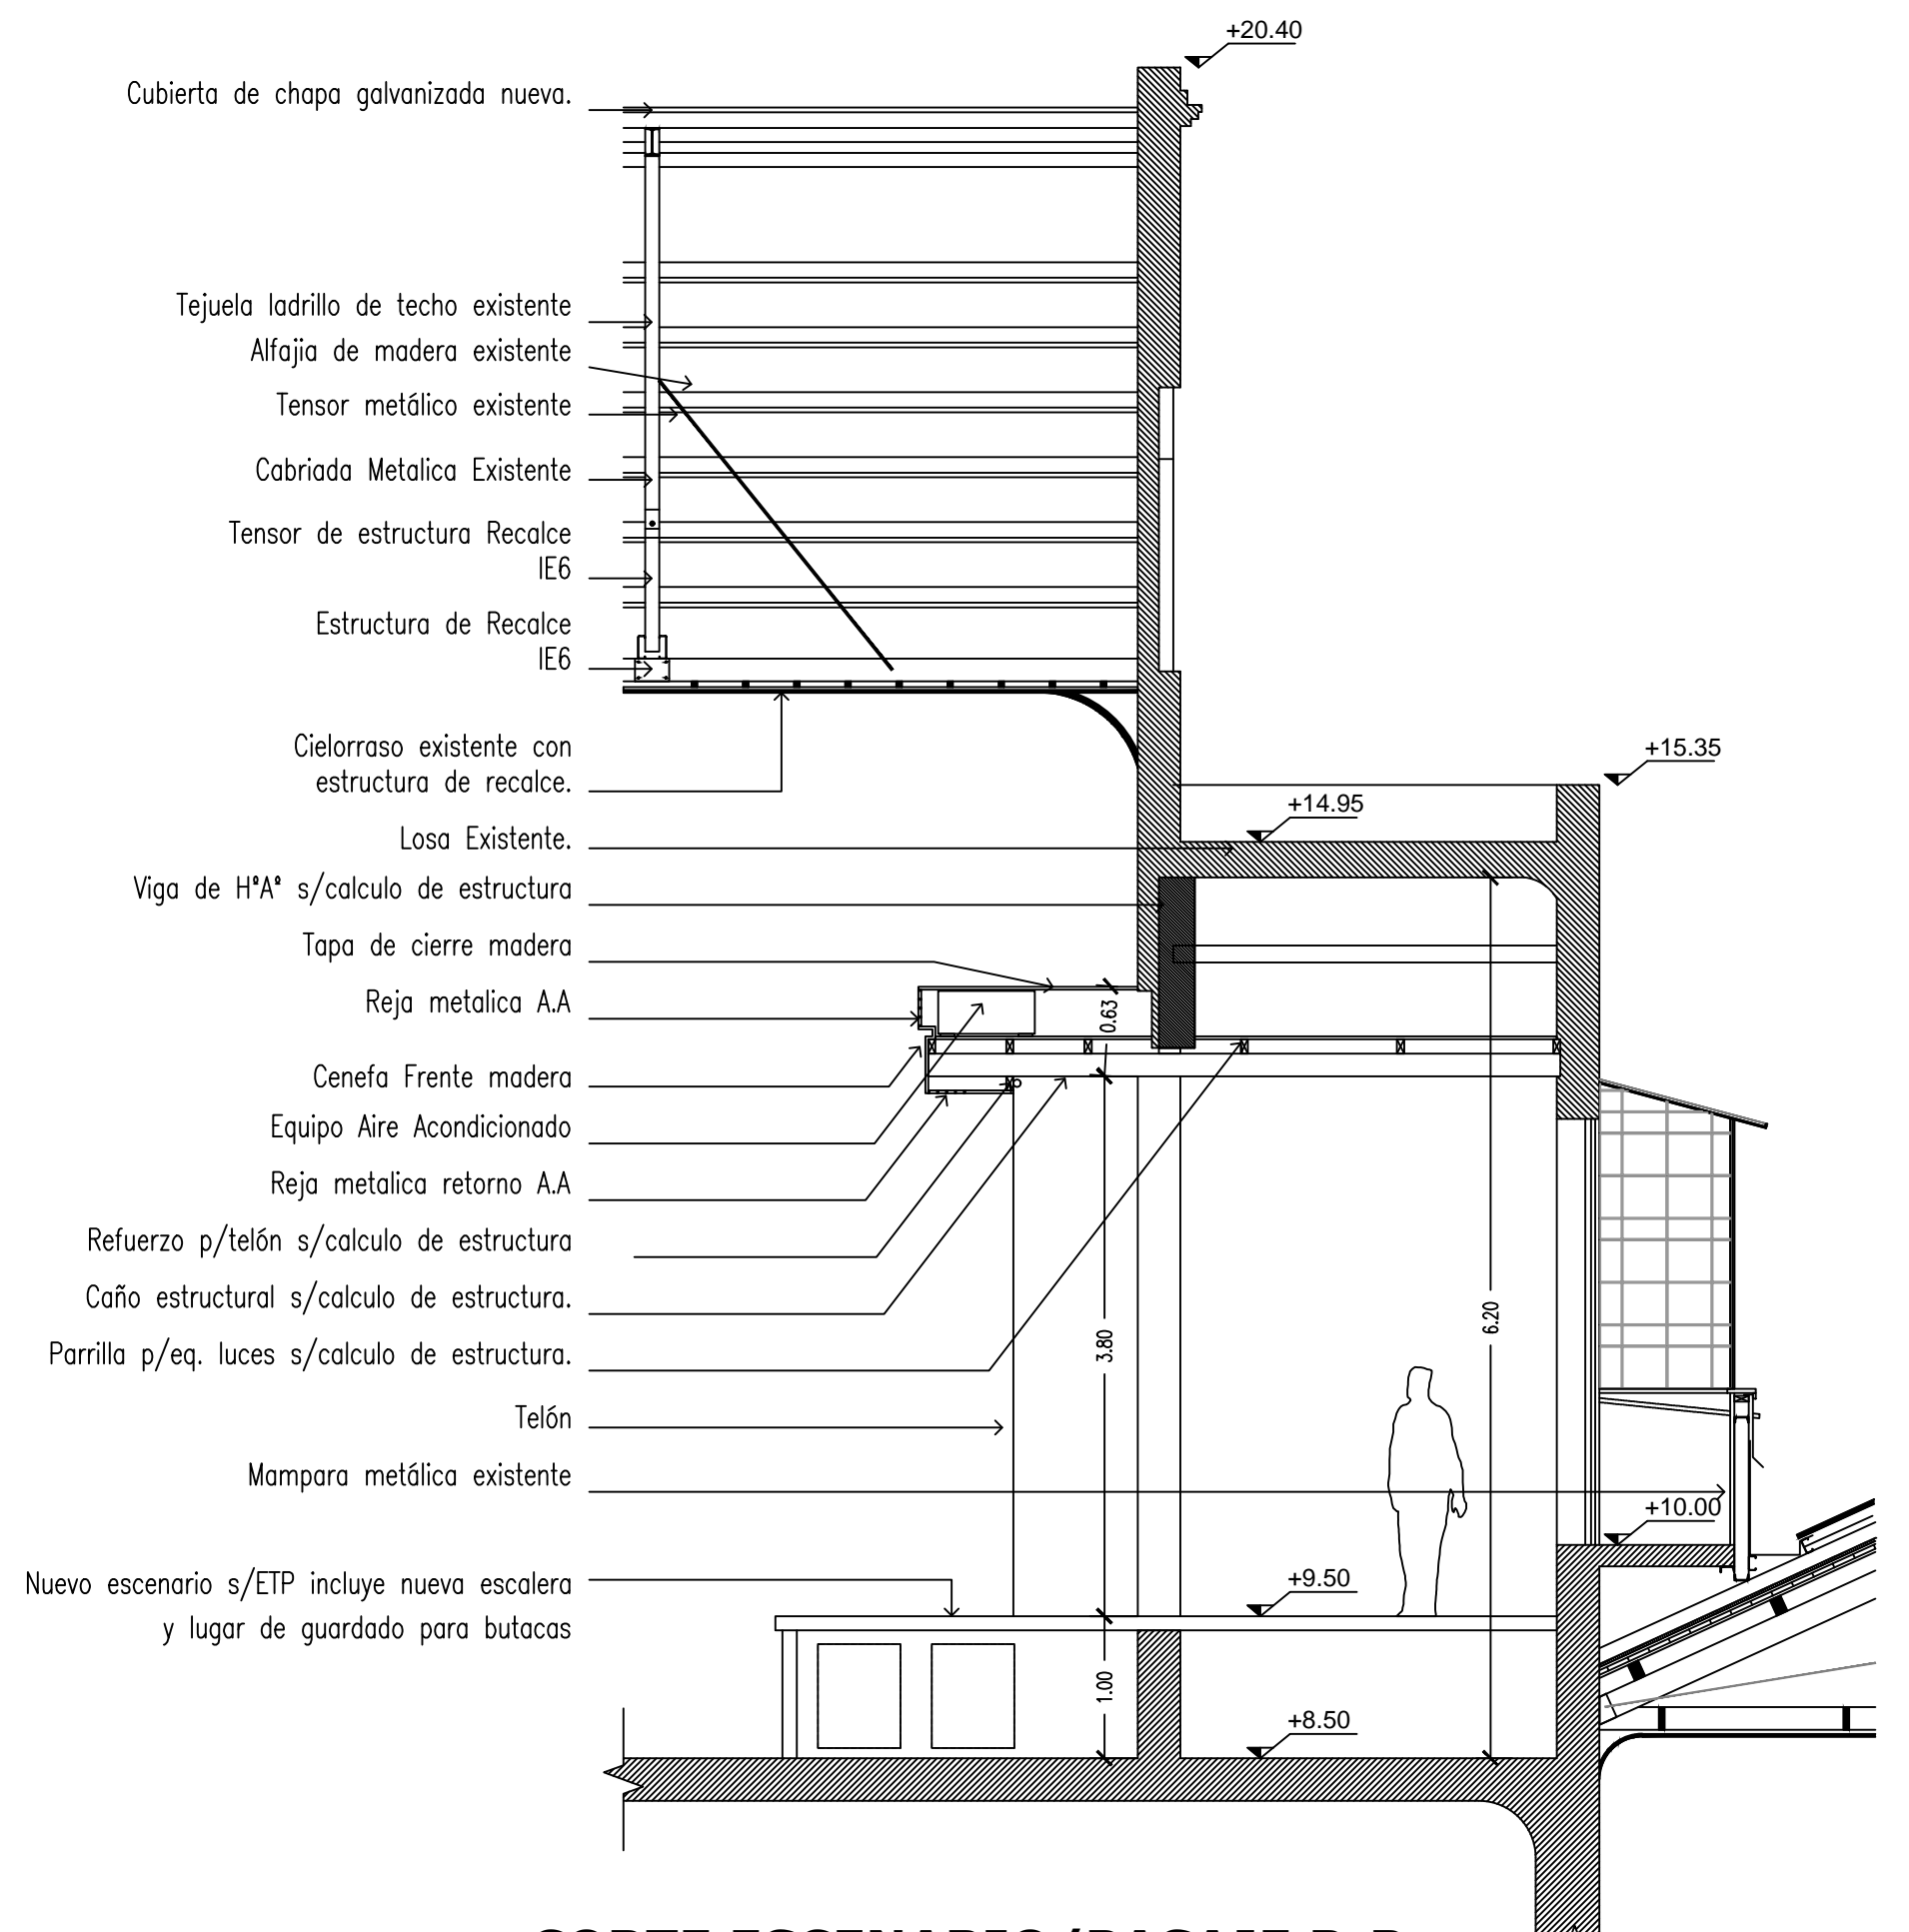 +20.40
Cubierta de chapa galvanizada nueva.
Tejuela ladrillo de techo existente
Alfajia de madera existente
Tensor metálico existente
Cabriada Metalica Existente
Tensor de estructura Recalce
IE6
Estructura de Recalce
IE6
Cielorraso existente con
estructura de recalce.
+15.35
+14.95
Losa Existente.
Viga de HºAº s/calculo de estructura
Tapa de cierre madera
Reja metalica A.A
0.63
Cenefa Frente madera
Equipo Aire Acondicionado
Reja metalica retorno A.A
Refuerzo p/telón s/calculo de estructura
Caño estructural s/calculo de estructura.
6.20
3.80
Parrilla p/eq. luces s/calculo de estructura.
Telón
Mampara metálica existente
+10.00
Nuevo escenario s/ETP incluye nueva escalera
y lugar de guardado para butacas
+9.50
1.00
+8.50